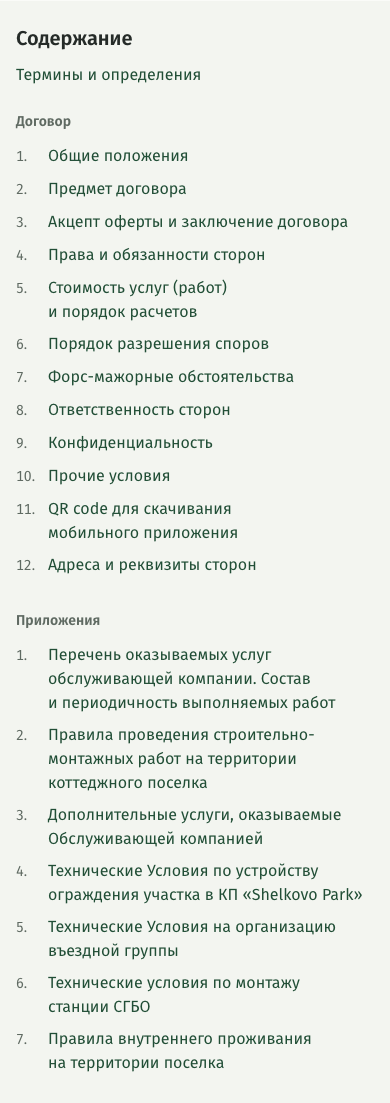 Содержание
Термины и определения
Договор
1. Общие положения
2. Предмет договора
3. Акцепт оферты и заключение договора
4. Права и обязанности сторон
5. Стоимость услуг (работ)
и порядок расчетов
6. Порядок разрешения споров
7. Форс-мажорные обстоятельства
8. Ответственность сторон
9. Конфиденциальность
10. Прочие условия
11. QR code для скачивания
мобильного приложения
12. Адреса и реквизиты сторон
Приложения
1. Перечень оказываемых услуг
обслуживающей компании. Состав
и периодичность выполняемых работ
2. Правила проведения строительно-
монтажных работ на территории
коттеджного поселка
3. Дополнительные услуги, оказываемые
Обслуживающей компанией
4. Технические Условия по устройству
ограждения участка в КП «Shelkovo Park»
5. Технические Условия на организацию
въездной группы
6. Технические условия по монтажу
станции СГБО
7. Правила внутреннего проживания
на территории поселка